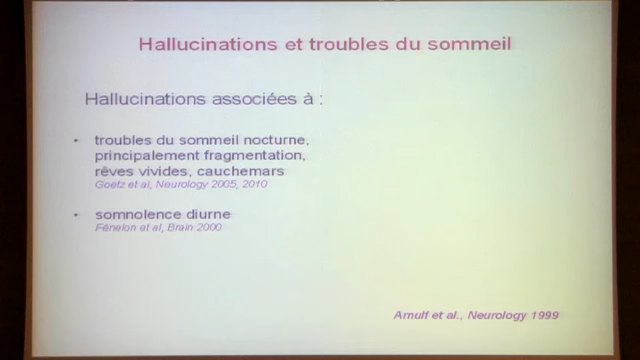 Hallucinations et troubles du sommeil
Hallucinations associées à :
• troubles du sommeil nocturne,
principalement fragmentation,
rêves vivides, cauchemars
Goetz et al, Neurology 2005, 2010
• somnolence diurne
Fénelon et al, Brain 2000
Arnulf et al., Neurology 1999